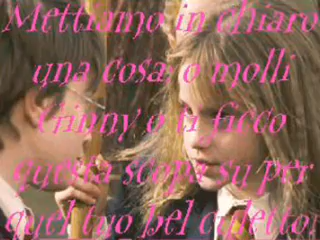 Mettiamo in chiaro
una cosa: o molli
Ginny o ti ficco
questa scopa su per
quel tuo bel culetto!